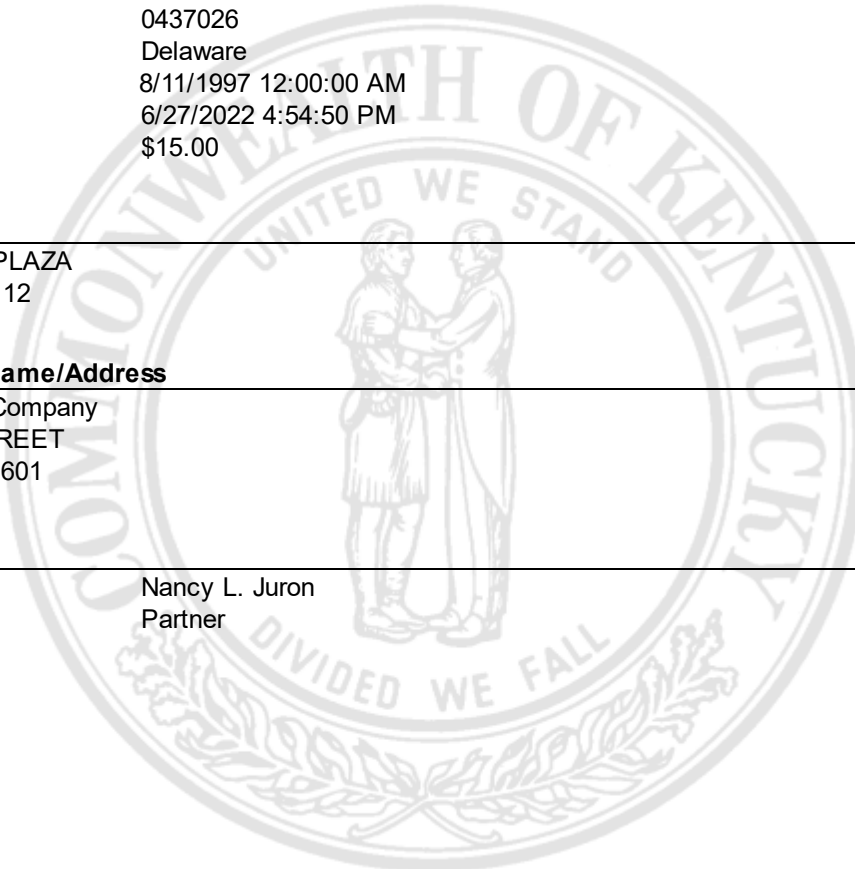 0437026
Delaware
8/11/1997 12:00:00 AM
6/27/2022 4:54:50 PM
$15.00
PLAZA
12
ame/Address
Company
REET
601
Nancy L. Juron
Partner
COMMONWEALTH OF KENTUCKY
UNITED WE STAND
DIVIDED WE FALL